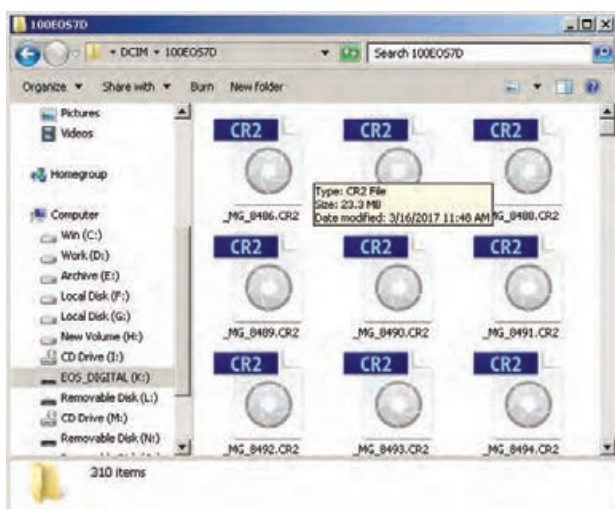 100EOS7D
DCIM 100EOS7D
Search 100EOS7D
Organize Share with Burn New folder
Pictures
Videos
Homegroup
Computer
Win (C:)
Work (D:)
Archive (E:)
Local Disk (F:)
Local Disk (G:)
New Volume (H:)
CD Drive (I:)
EOS_DIGITAL (K:)
Removable Disk (L:)
CD Drive (M:)
Removable Disk (N:)
CR2 CR2 CR2
Type: CR2 File
Size: 23.3 MB
Date modified: 3/16/2017 11:48 AM
_MG_8486.CR2 MG_8488.CR2
CR2 CR2 CR2
_MG_8489.CR2 _MG_8490.CR2 _MG_8491.CR2
CR2 CR2 CR2
_MG_8492.CR2 _MG_8493.CR2 _MG_8494.CR2
310 items